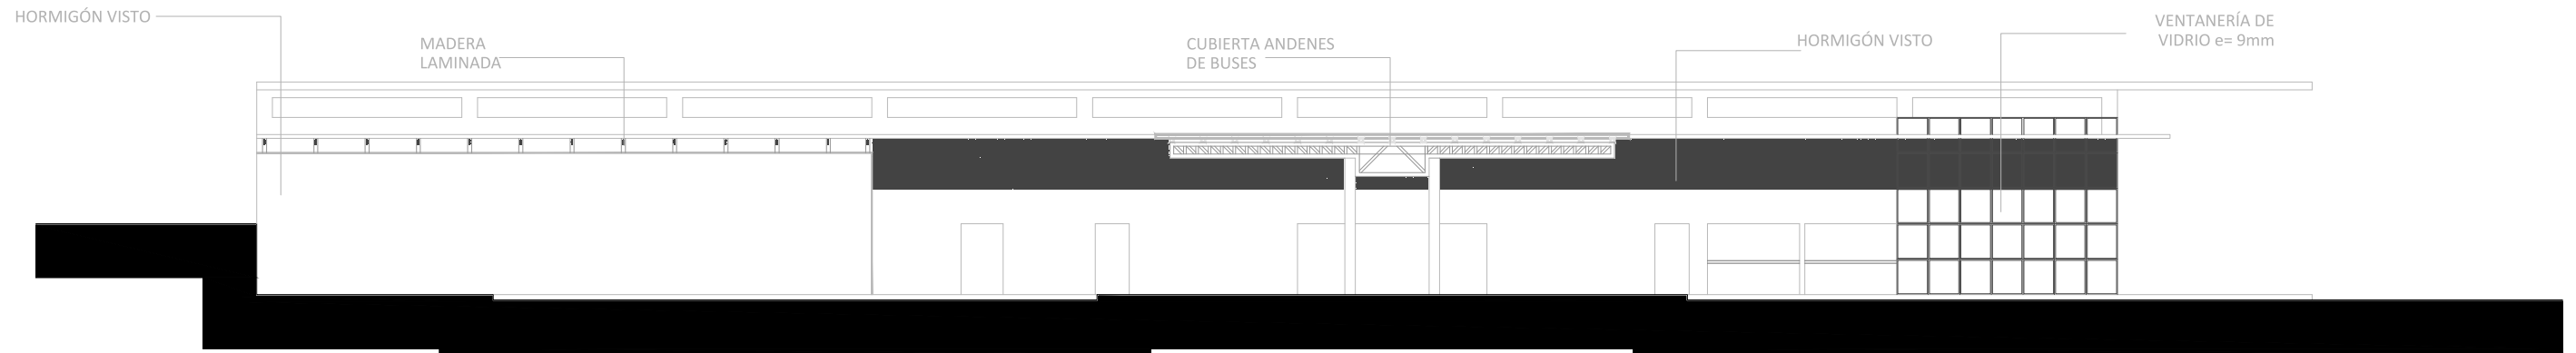 HORMIGÓN VISTO
MADERA
LAMINADA
CUBIERTA ANDENES
DE BUSES
HORMIGÓN VISTO
VENTANERÍA DE
VIDRIO e= 9mm